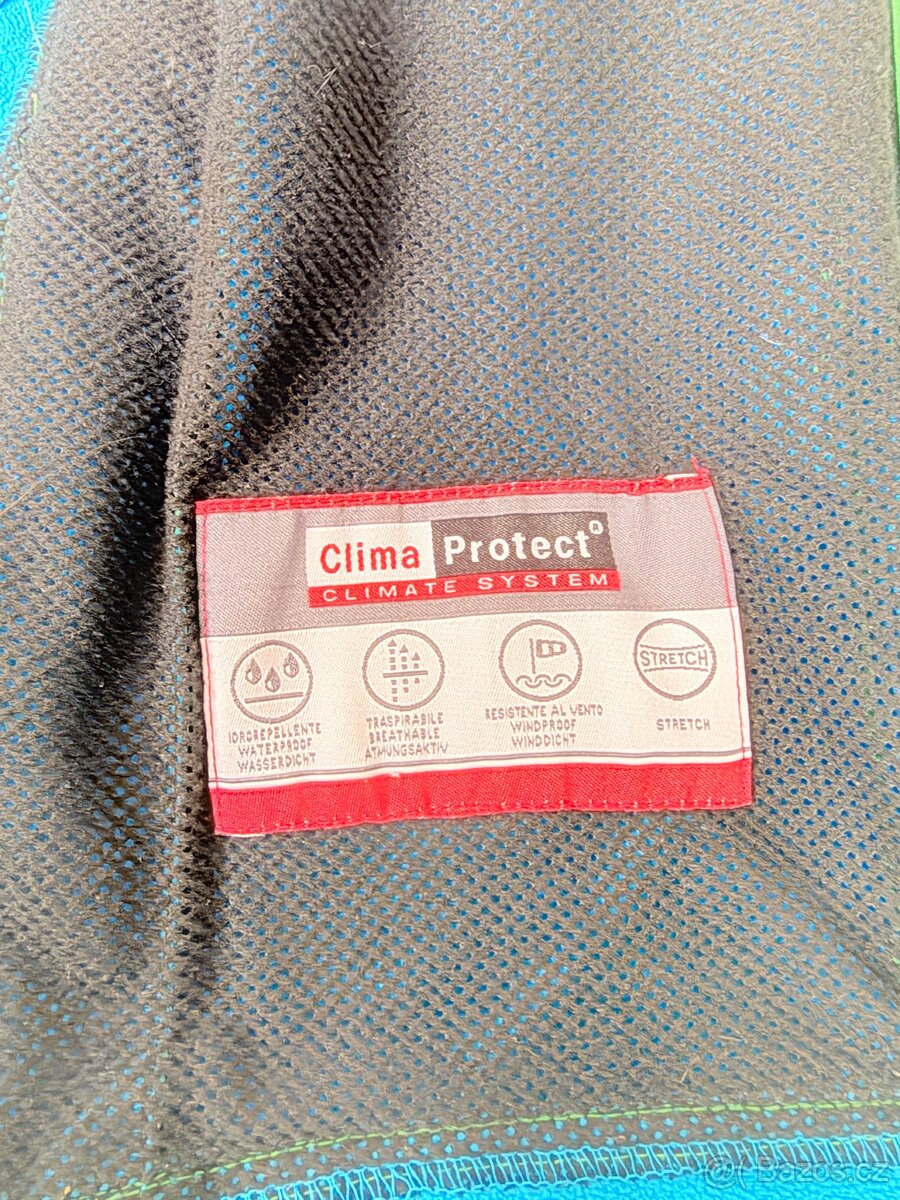 Clima Protect®
CLIMATE SYSTEM
STRETCH
IDROREPELLENTE
WATERPROOF
WASSERDICHT
TRASPIRABILE
BREATHABLE
ATMUNGSAKTIV
RESISTENTE AL VENTO
WINDPROOF
WINDDICHT
STRETCH
Bazos.cz